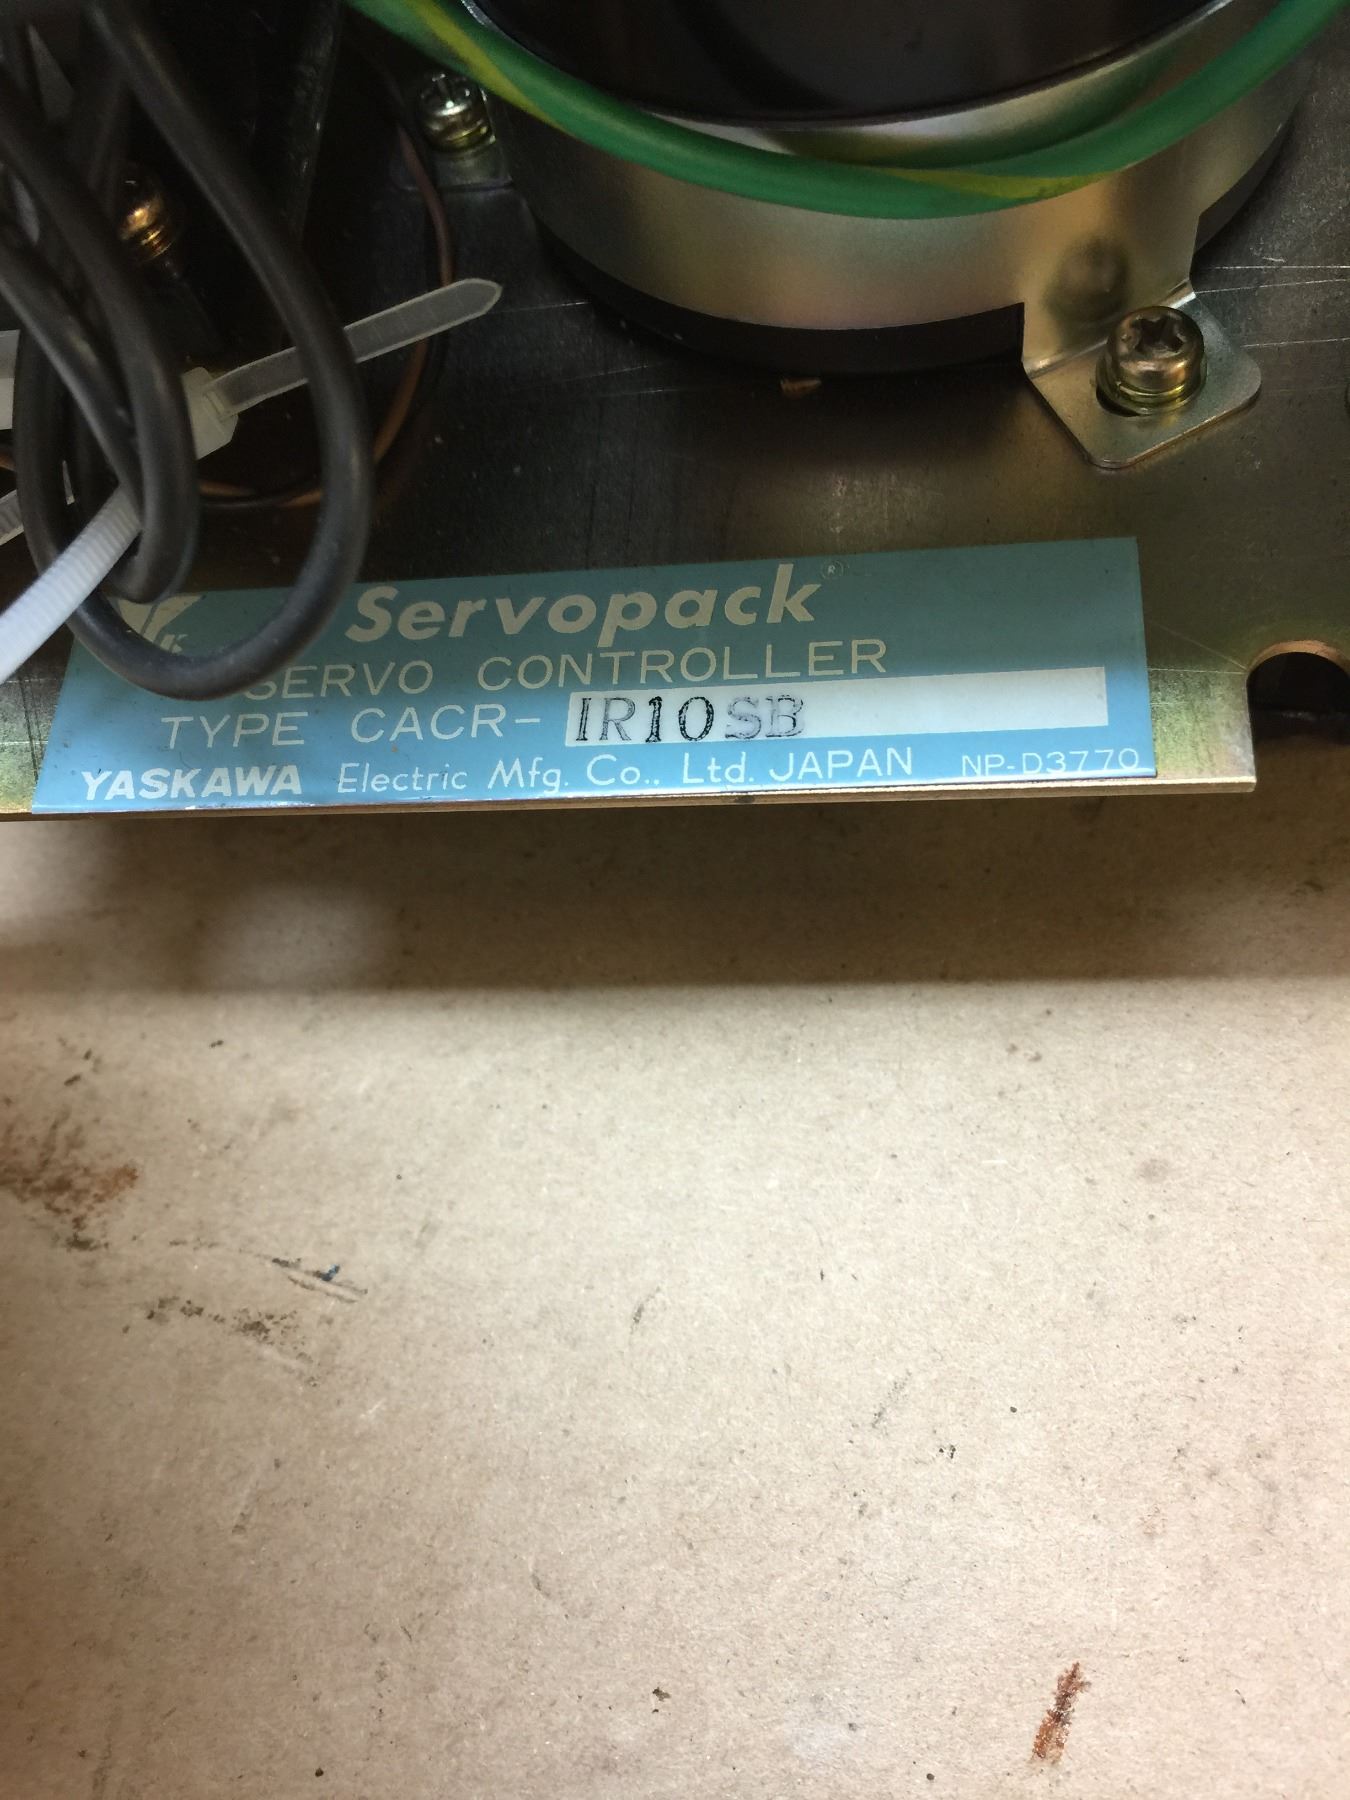 Servopack®
SERVO CONTROLLER
TYPE CACR- IR10SB
YASKAWA Electric Mfg. Co., Ltd. JAPAN NP-D3770